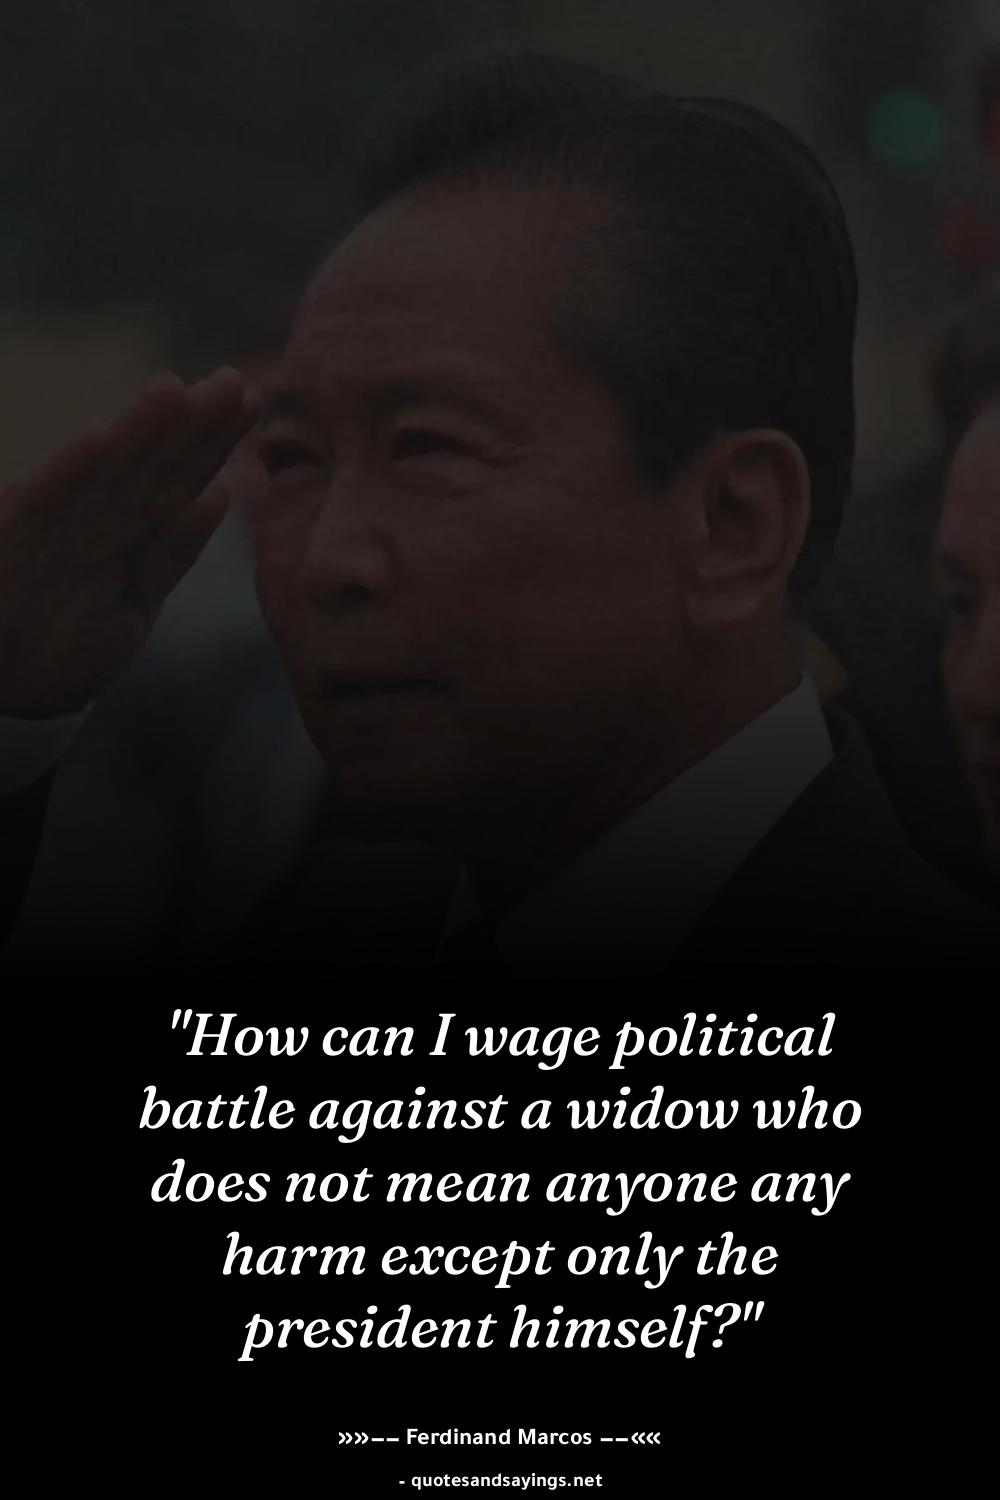 "How can I wage political
battle against a widow who
does not mean anyone any
harm except only the
president himself?"
»»−− Ferdinand Marcos −−««
- quotesandsayings.net